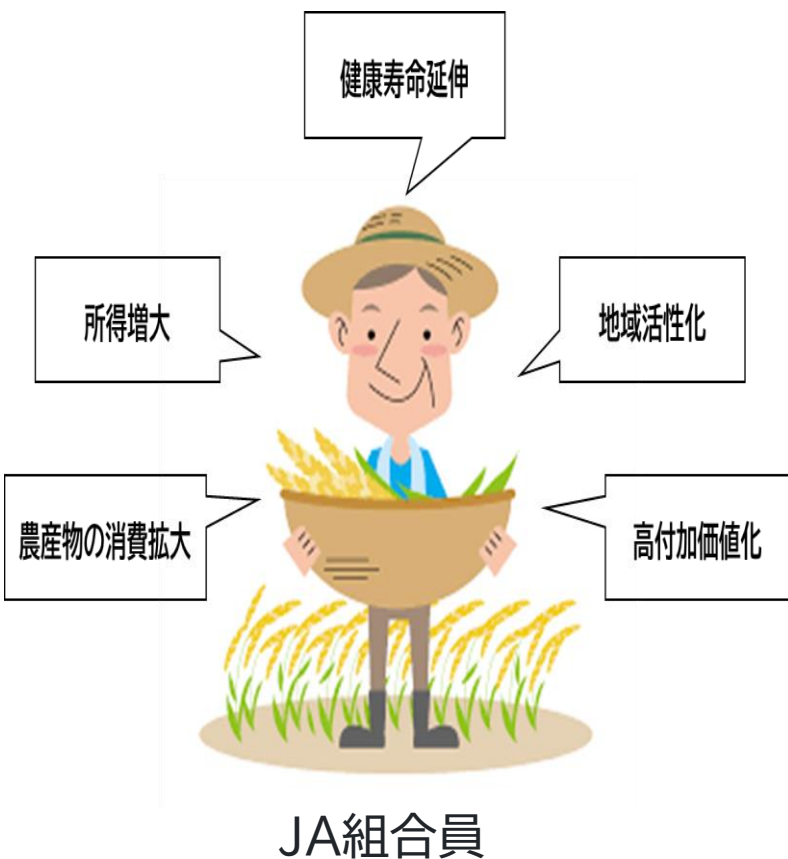 健康寿命延伸
所得増大
地域活性化
農産物の消費拡大
高付加価値化
JA組合員